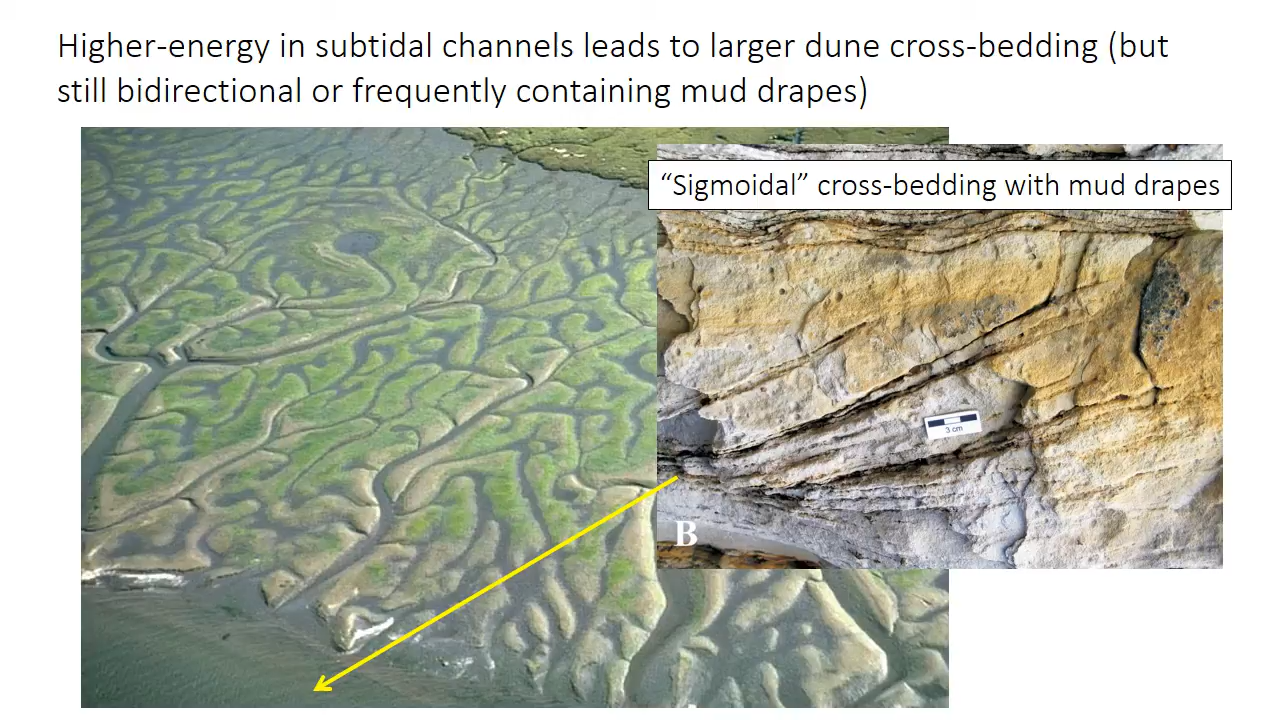 Higher-energy in subtidal channels leads to larger dune cross-bedding (but
still bidirectional or frequently containing mud drapes)
“Sigmoidal” cross-bedding with mud drapes
3 cm
B